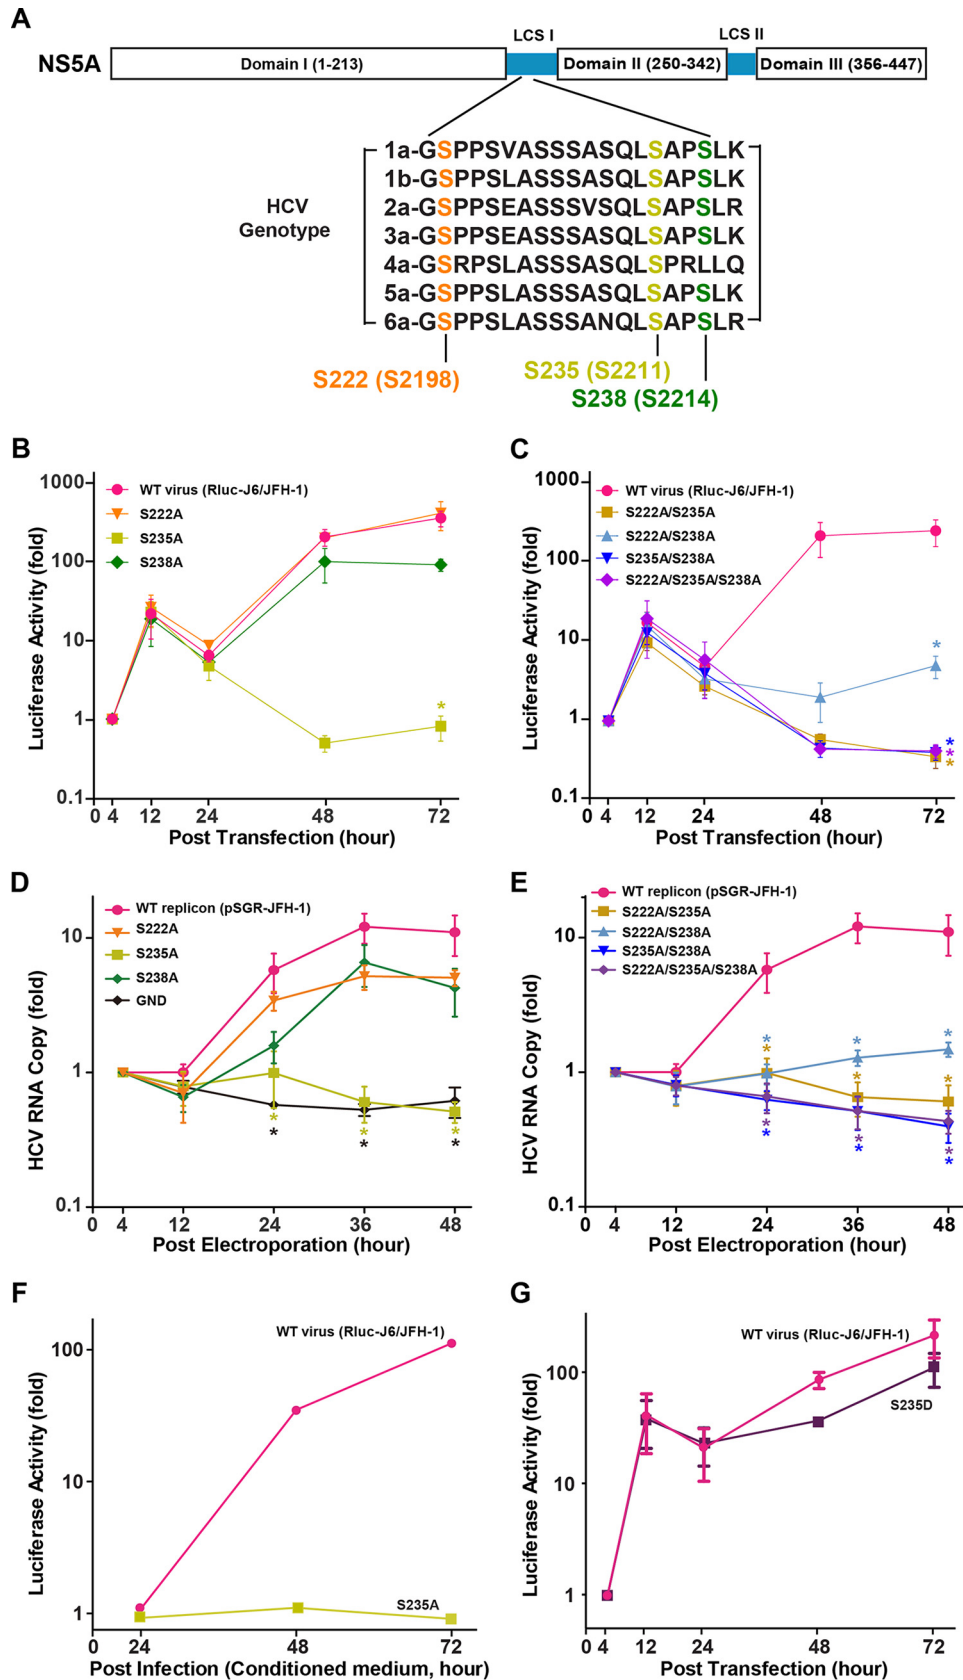 A
LCS I
LCS II
NS5A
Domain I (1-213)
Domain II (250-342)
Domain III (356-447)
HCV
Genotype
1a-GSPPSVASSSASQLSAPSLK
1b-GSPPSLASSSASQLSAPSLK
2a-GSPPSEASSSVSQLSAPSLR
3a-GSPPSEASSSASQLSAPSLK
4a-GSRPSLASSSASQLSPRLLQ
5a-GSPPSLASSSASQLSAPSLK
6a-GSPPSLASSSANQLSAPSLR
S222 (S2198)
S235 (S2211)
S238 (S2214)
B
Luciferase Activity (fold)
1000
100
10
1
0.1
WT virus (Rluc-J6/JFH-1)
S222A
S235A
S238A
*
0 4 12 24 48 72
Post Transfection (hour)
C
Luciferase Activity (fold)
1000
100
10
1
0.1
WT virus (Rluc-J6/JFH-1)
S222A/S235A
S222A/S238A
S235A/S238A
S222A/S235A/S238A
*
*
*
*
0 4 12 24 48 72
Post Transfection (hour)
D
HCV RNA Copy (fold)
10
1
0.1
WT replicon (pSGR-JFH-1)
S222A
S235A
S238A
GND
* * *
* * *
0 4 12 24 36 48
Post Electroporation (hour)
E
HCV RNA Copy (fold)
10
1
0.1
WT replicon (pSGR-JFH-1)
S222A/S235A
S222A/S238A
S235A/S238A
S222A/S235A/S238A
* * *
* * *
* * *
* * *
0 4 12 24 36 48
Post Electroporation (hour)
F
Luciferase Activity (fold)
100
10
1
WT virus (Rluc-J6/JFH-1)
S235A
0 24 48 72
Post Infection (Conditioned medium, hour)
G
Luciferase Activity (fold)
100
10
1
WT virus (Rluc-J6/JFH-1)
S235D
0 4 12 24 48 72
Post Transfection (hour)